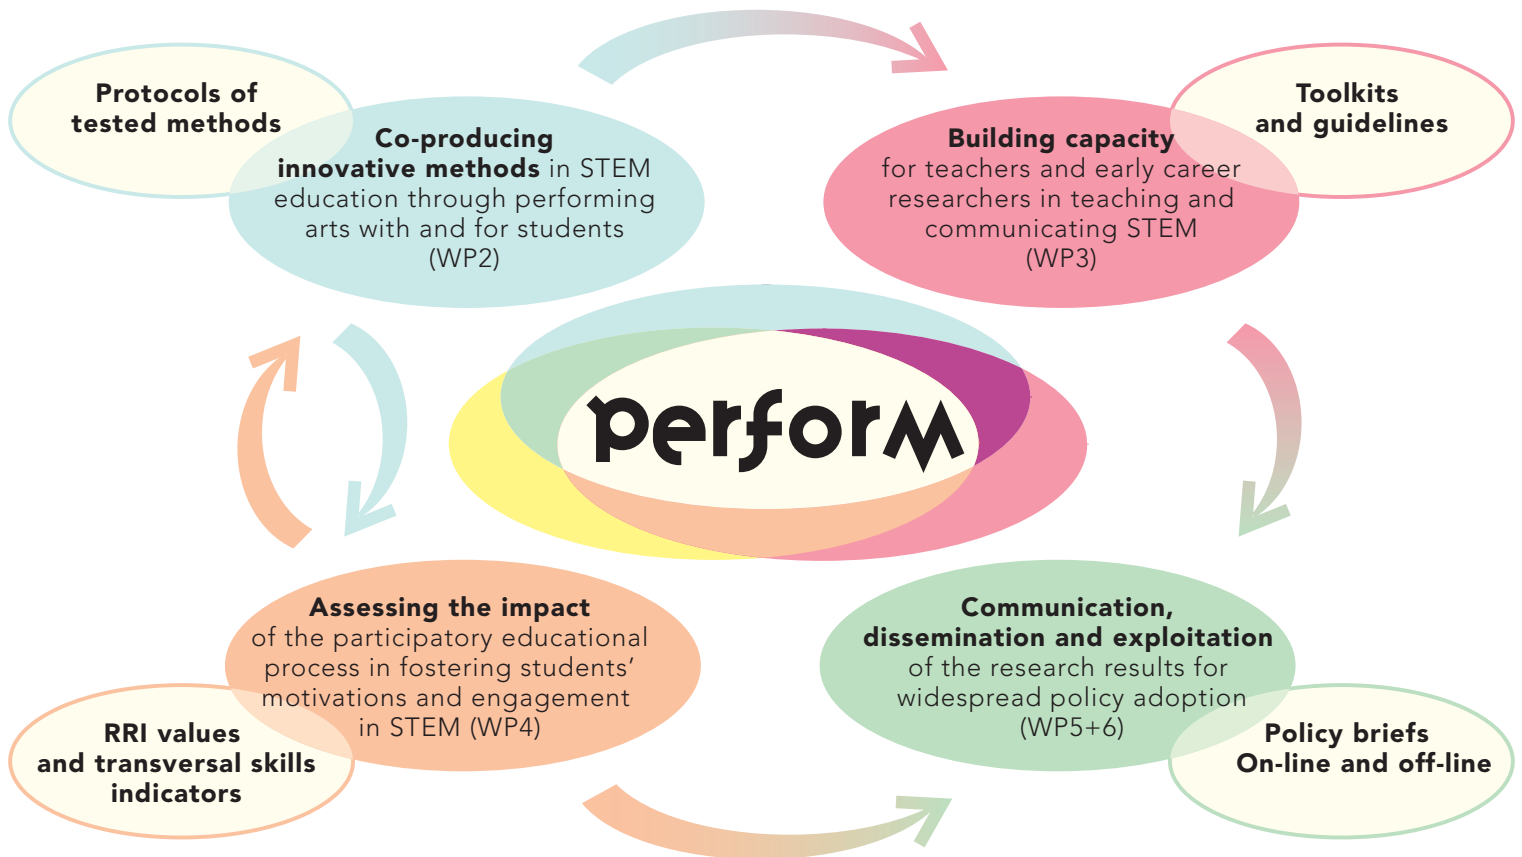 Protocols of
tested methods
Co-producing
innovative methods in STEM
education through performing
arts with and for students
(WP2)
Building capacity
for teachers and early career
researchers in teaching and
communicating STEM
(WP3)
Toolkits
and guidelines
perform
Assessing the impact
of the participatory educational
process in fostering students’
motivations and engagement
in STEM (WP4)
RRI values
and transversal skills
indicators
Communication,
dissemination and exploitation
of the research results for
widespread policy adoption
(WP5+6)
Policy briefs
On-line and off-line